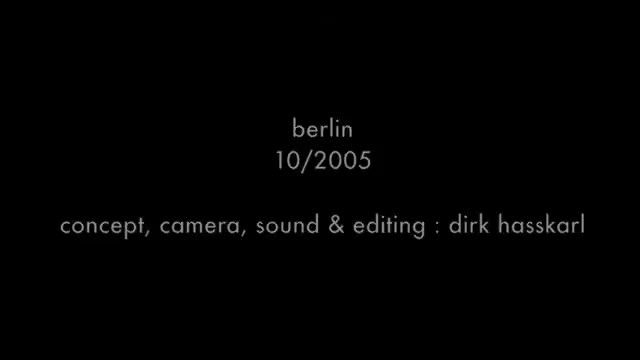 berlin
10/2005
concept, camera, sound & editing : dirk hasskarl